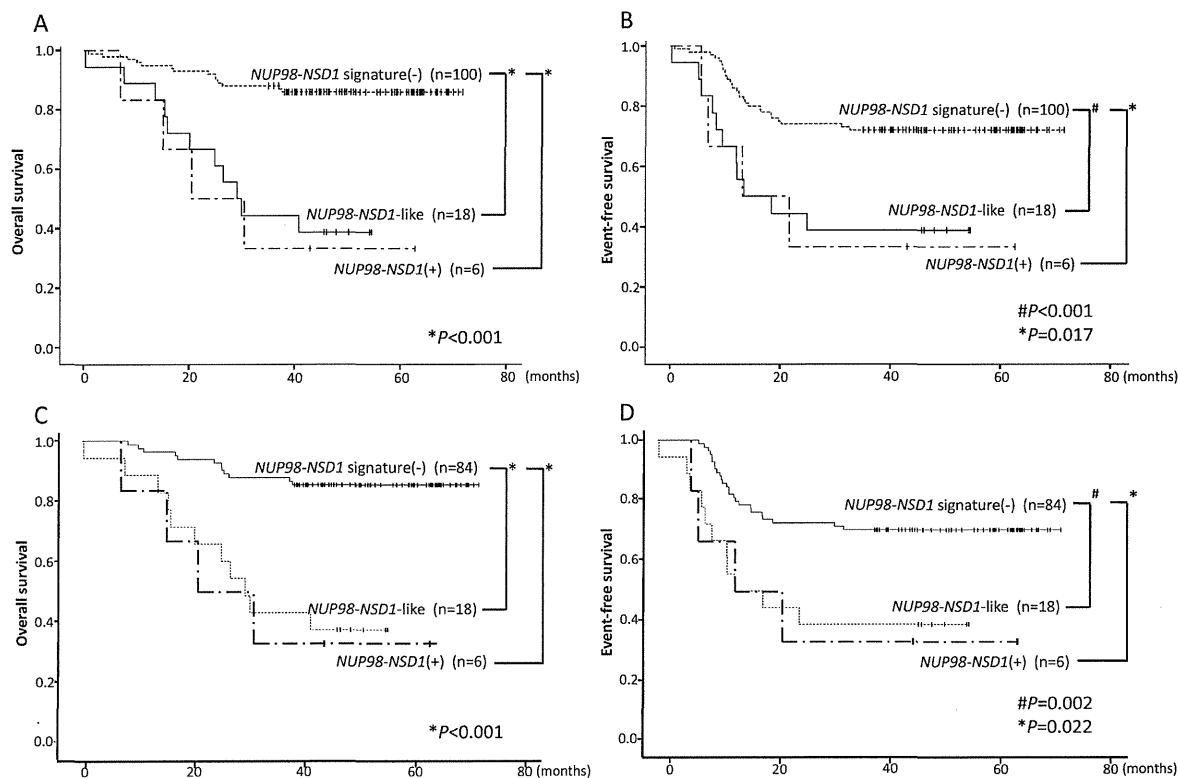 A
Overall survival
1.0
0.8
0.6
0.4
0.2
0.0
NUP98-NSD1 signature(-) (n=100)
* *
NUP98-NSD1-like (n=18)
NUP98-NSD1(+) (n=6)
*P<0.001
0 20 40 60 80 (months)
B
Event-free survival
1.0
0.8
0.6
0.4
0.2
0.0
NUP98-NSD1 signature(-) (n=100)
# *
NUP98-NSD1-like (n=18)
NUP98-NSD1(+) (n=6)
#P<0.001
*P=0.017
0 20 40 60 80 (months)
C
Overall survival
1.0
0.8
0.6
0.4
0.2
0.0
NUP98-NSD1 signature(-) (n=84)
* *
NUP98-NSD1-like (n=18)
NUP98-NSD1(+) (n=6)
*P<0.001
0 20 40 60 80 (months)
D
Event-free survival
1.0
0.8
0.6
0.4
0.2
0.0
NUP98-NSD1 signature(-) (n=84)
# *
NUP98-NSD1-like (n=18)
NUP98-NSD1(+) (n=6)
#P=0.002
*P=0.022
0 20 40 60 80 (months)